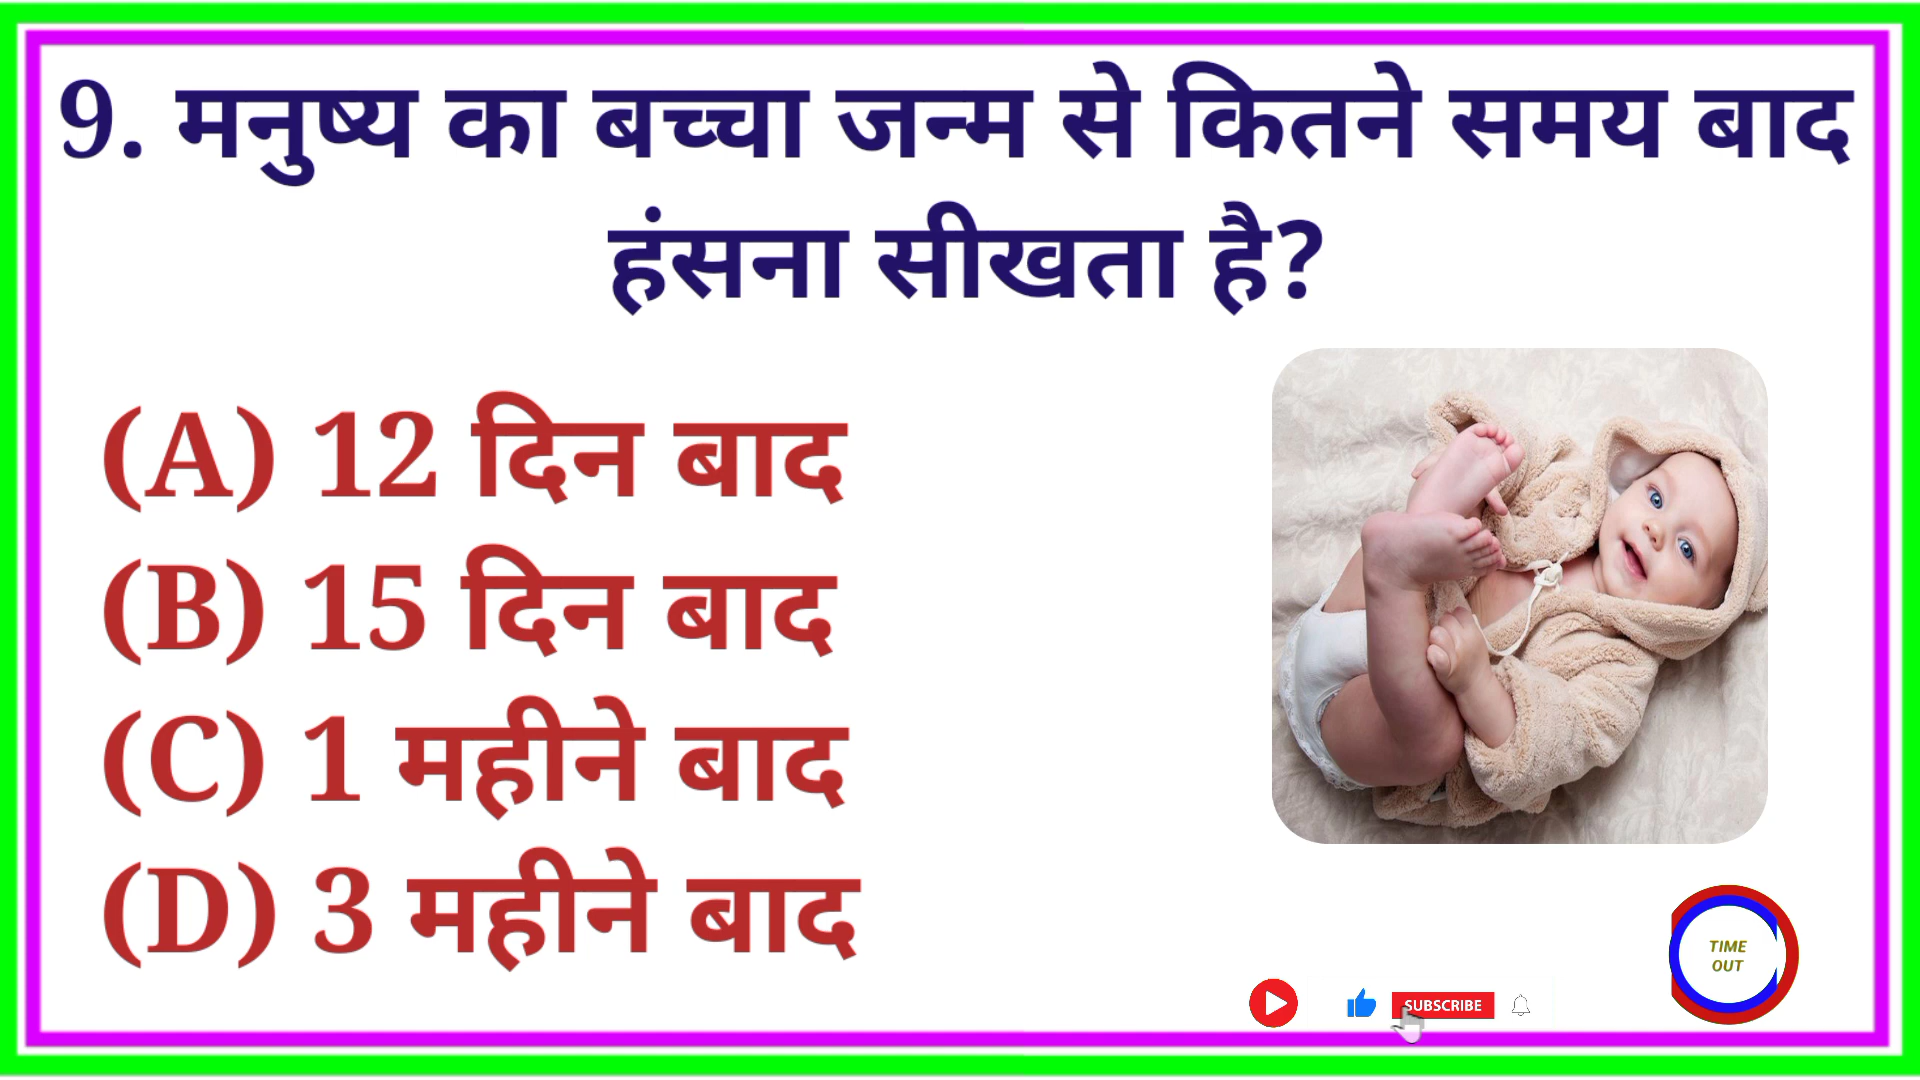 9. मनुष्य का बच्चा जन्म से कितने समय बाद
हंसना सीखता है?
(A) 12 दिन बाद
(B) 15 दिन बाद
(C) 1 महीने बाद
(D) 3 महीने बाद
TIME
OUT
SUBSCRIBE